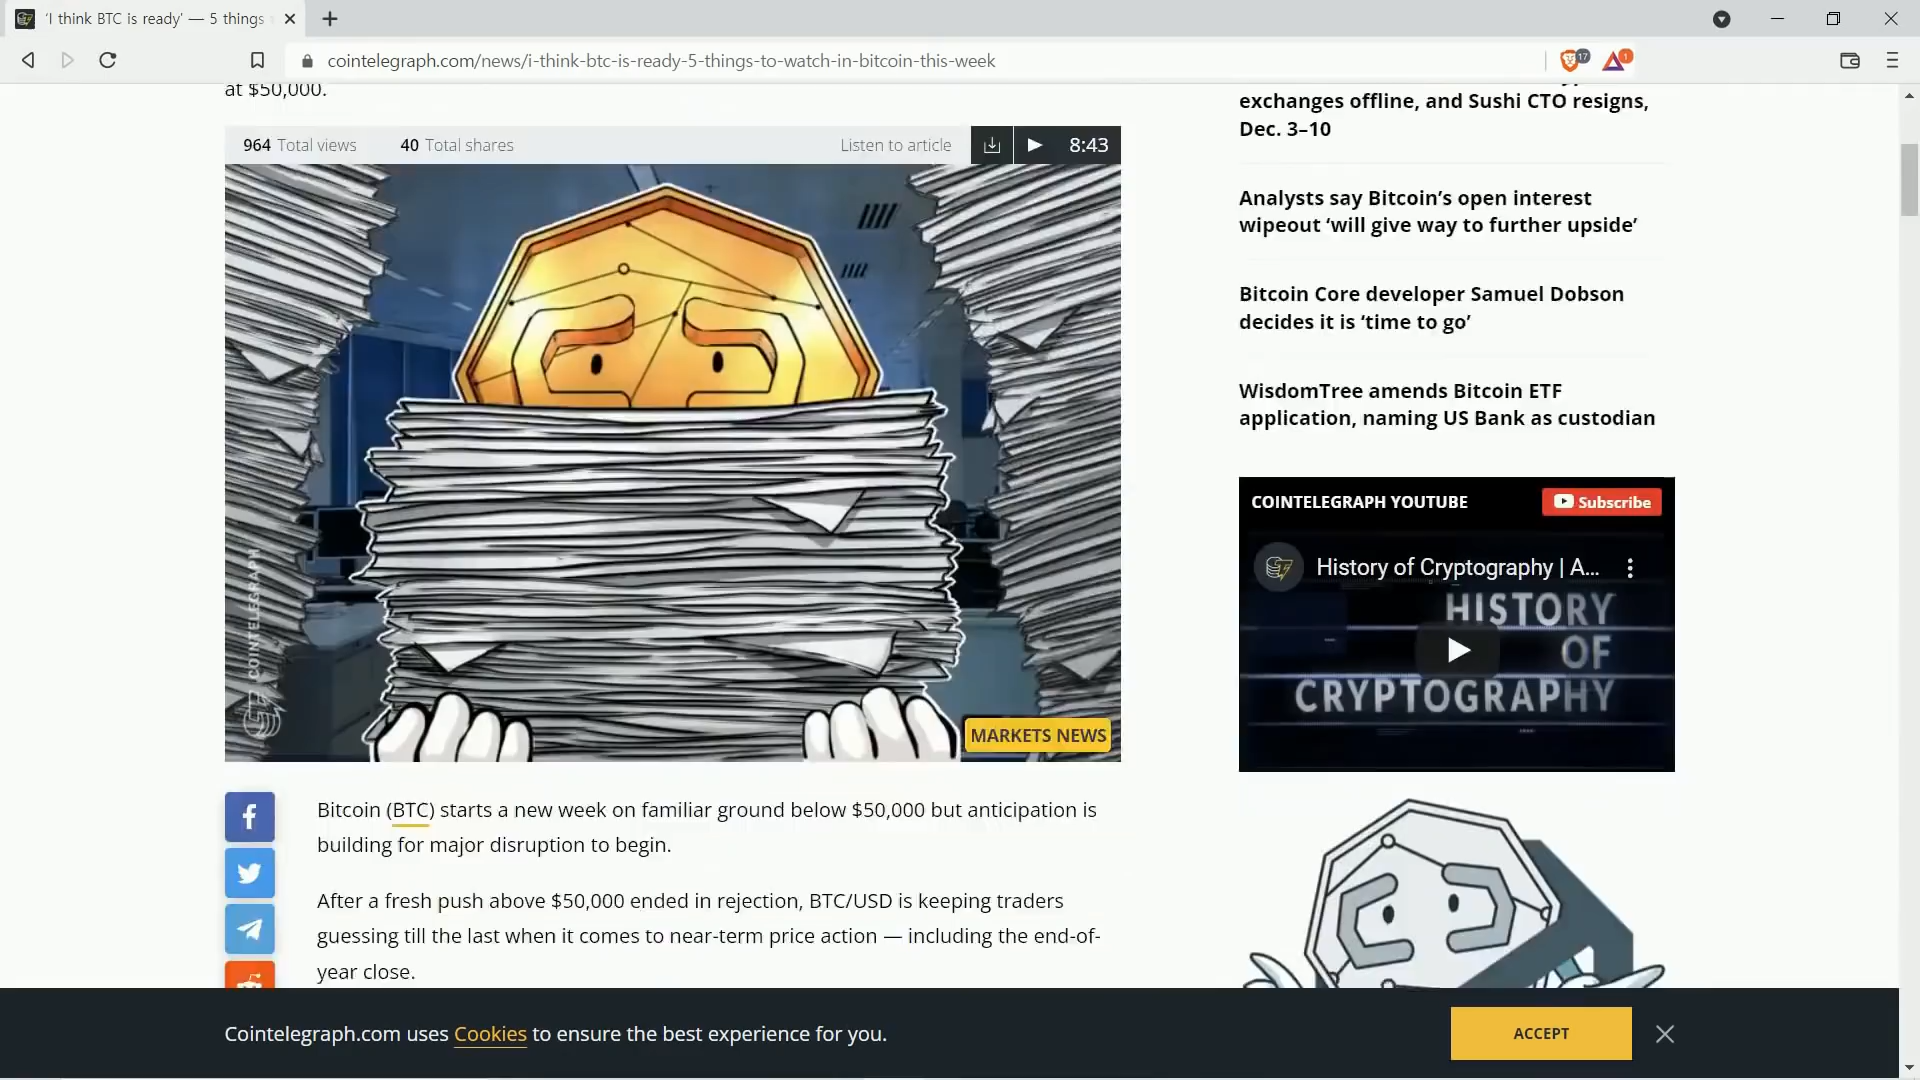 'I think BTC is ready' — 5 things
cointelegraph.com/news/i-think-btc-is-ready-5-things-to-watch-in-bitcoin-this-week
17
1
at $50,000.
964 Total views
40 Total shares
Listen to article
8:43
COINTELEGRAPH
MARKETS NEWS
Bitcoin (BTC) starts a new week on familiar ground below $50,000 but anticipation is
building for major disruption to begin.
After a fresh push above $50,000 ended in rejection, BTC/USD is keeping traders
guessing till the last when it comes to near-term price action — including the end-of-
year close.
exchanges offline, and Sushi CTO resigns,
Dec. 3–10
Analysts say Bitcoin’s open interest
wipeout ‘will give way to further upside’
Bitcoin Core developer Samuel Dobson
decides it is ‘time to go’
WisdomTree amends Bitcoin ETF
application, naming US Bank as custodian
COINTELEGRAPH YOUTUBE
Subscribe
History of Cryptography | A...
HISTORY
OF
CRYPTOGRAPHY
Cointelegraph.com uses Cookies to ensure the best experience for you.
ACCEPT